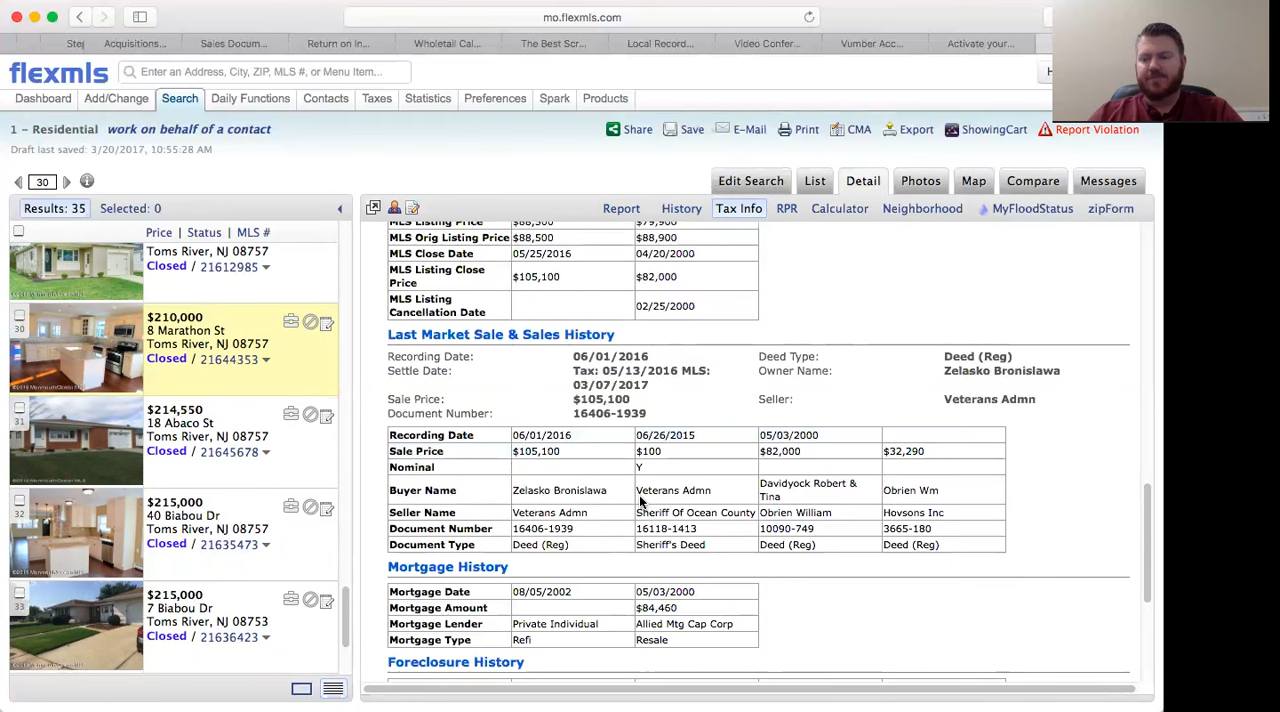 mo.flexmls.com
Step Acquisitions... Sales Docum... Return on In... Wholetail Cal... The Best Scr... Local Record... Video Confer... Vumber Acc... Activate your...
flexmls Enter an Address, City, ZIP, MLS #, or Menu Item...
Dashboard Add/Change Search Daily Functions Contacts Taxes Statistics Preferences Spark Products
1 – Residential work on behalf of a contact Share Save E-Mail Print CMA Export ShowingCart Report Violation
Draft last saved: 3/20/2017, 10:55:28 AM
30 Edit Search List Detail Photos Map Compare Messages
Results: 35 Selected: 0 Report History Tax Info RPR Calculator Neighborhood MyFloodStatus zipForm
Price | Status | MLS #
Toms River, NJ 08757
Closed / 21612985
30
$210,000
8 Marathon St
Toms River, NJ 08757
Closed / 21644353
31
$214,550
18 Abaco St
Toms River, NJ 08757
Closed / 21645678
32
$215,000
40 Biabou Dr
Toms River, NJ 08757
Closed / 21635473
33
$215,000
7 Biabou Dr
Toms River, NJ 08753
Closed / 21636423
MLS Listing Price $88,500 $79,900
MLS Orig Listing Price $88,500 $88,900
MLS Close Date 05/25/2016 04/20/2000
MLS Listing Close Price $105,100 $82,000
MLS Listing Cancellation Date 02/25/2000
Last Market Sale & Sales History
Recording Date: 06/01/2016 Deed Type: Deed (Reg)
Settle Date: Tax: 05/13/2016 MLS: 03/07/2017 Owner Name: Zelasko Bronislawa
Sale Price: $105,100 Seller: Veterans Admn
Document Number: 16406-1939
Recording Date 06/01/2016 06/26/2015 05/03/2000
Sale Price $105,100 $100 $82,000 $32,290
Nominal Y
Buyer Name Zelasko Bronislawa Veterans Admn Davidyock Robert & Tina Obrien Wm
Seller Name Veterans Admn Sheriff Of Ocean County Obrien William Hovsons Inc
Document Number 16406-1939 16118-1413 10090-749 3665-180
Document Type Deed (Reg) Sheriff's Deed Deed (Reg) Deed (Reg)
Mortgage History
Mortgage Date 08/05/2002 05/03/2000
Mortgage Amount $84,460
Mortgage Lender Private Individual Allied Mtg Cap Corp
Mortgage Type Refi Resale
Foreclosure History